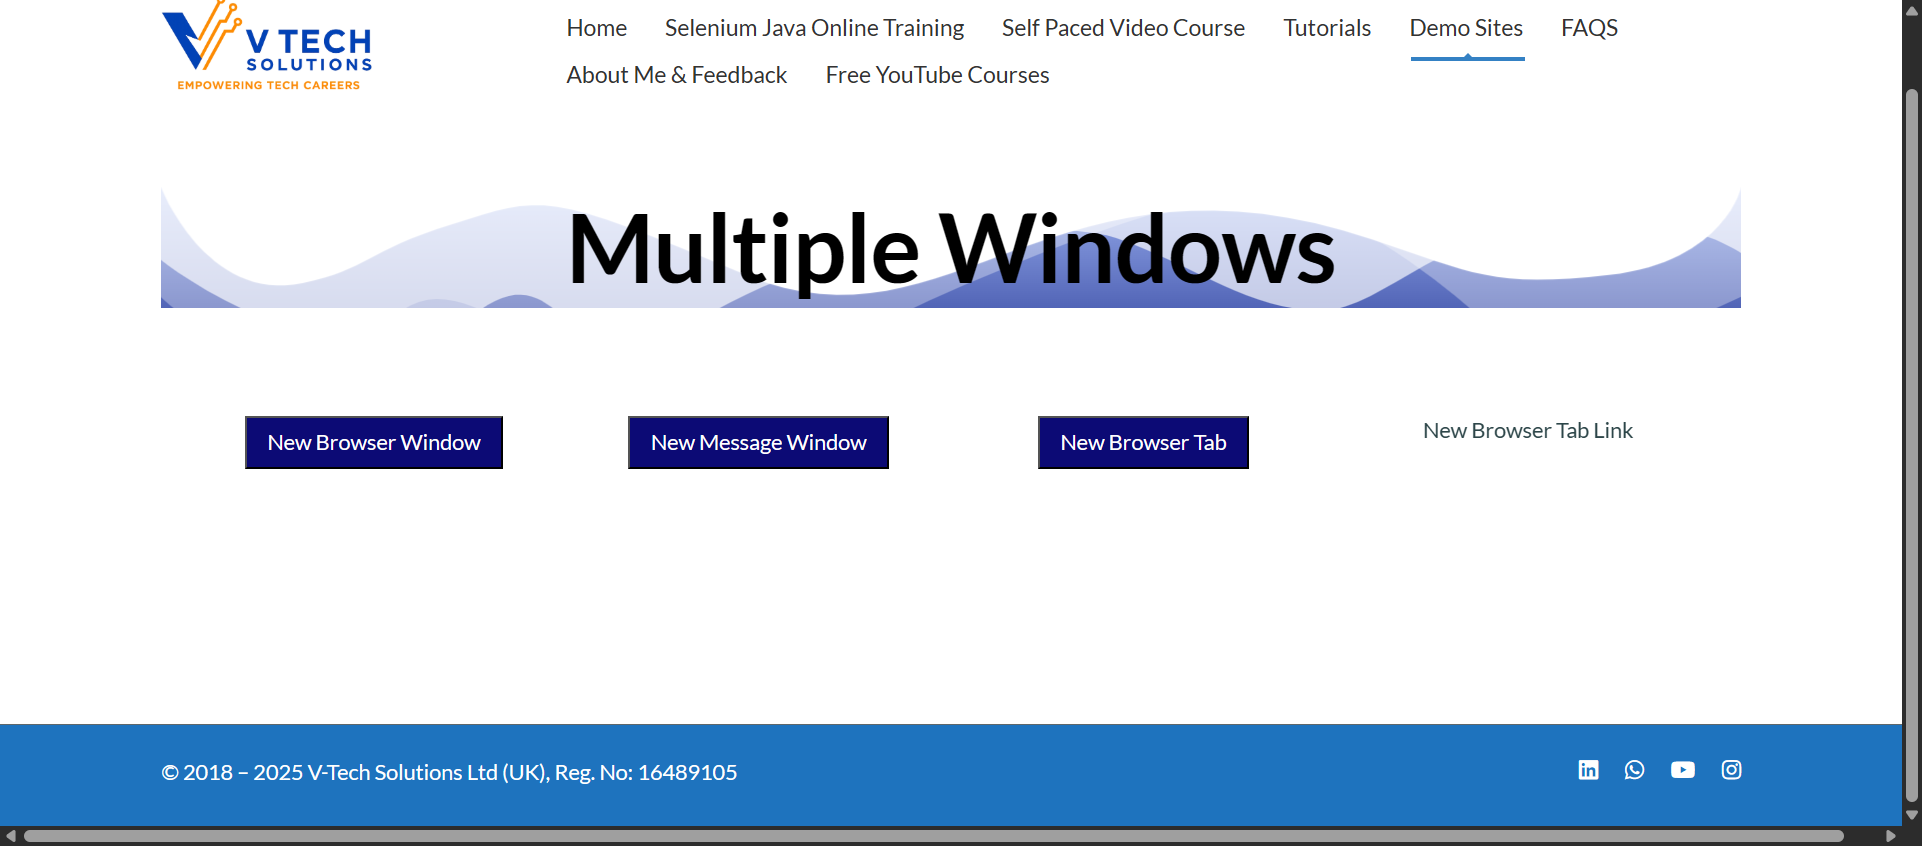 V TECH
SOLUTIONS
EMPOWERING TECH CAREERS
Home Selenium Java Online Training Self Paced Video Course Tutorials Demo Sites FAQS
About Me & Feedback Free YouTube Courses
Multiple Windows
New Browser Window New Message Window New Browser Tab New Browser Tab Link
© 2018 – 2025 V-Tech Solutions Ltd (UK), Reg. No: 16489105